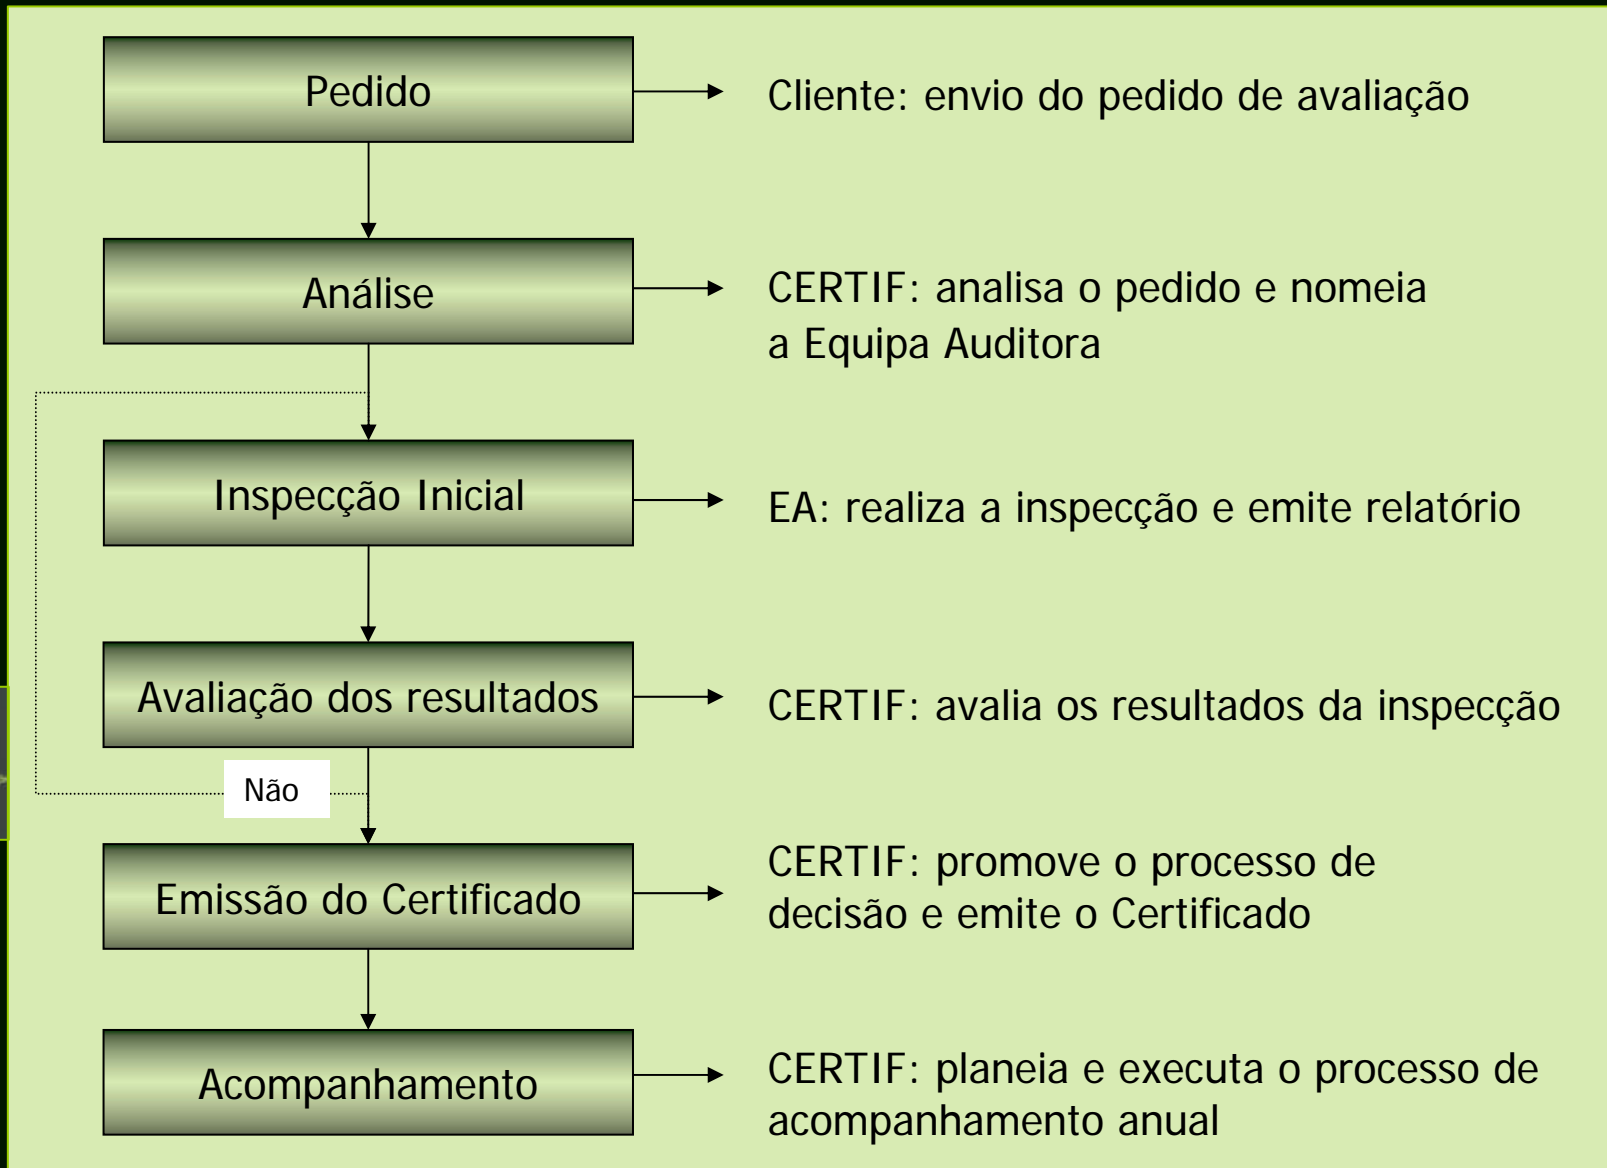 Pedido
Cliente: envio do pedido de avaliação
Análise
CERTIF: analisa o pedido e nomeia
a Equipa Auditora
Inspecção Inicial
EA: realiza a inspecção e emite relatório
Avaliação dos resultados
CERTIF: avalia os resultados da inspecção
Não
Emissão do Certificado
CERTIF: promove o processo de
decisão e emite o Certificado
Acompanhamento
CERTIF: planeia e executa o processo de
acompanhamento anual